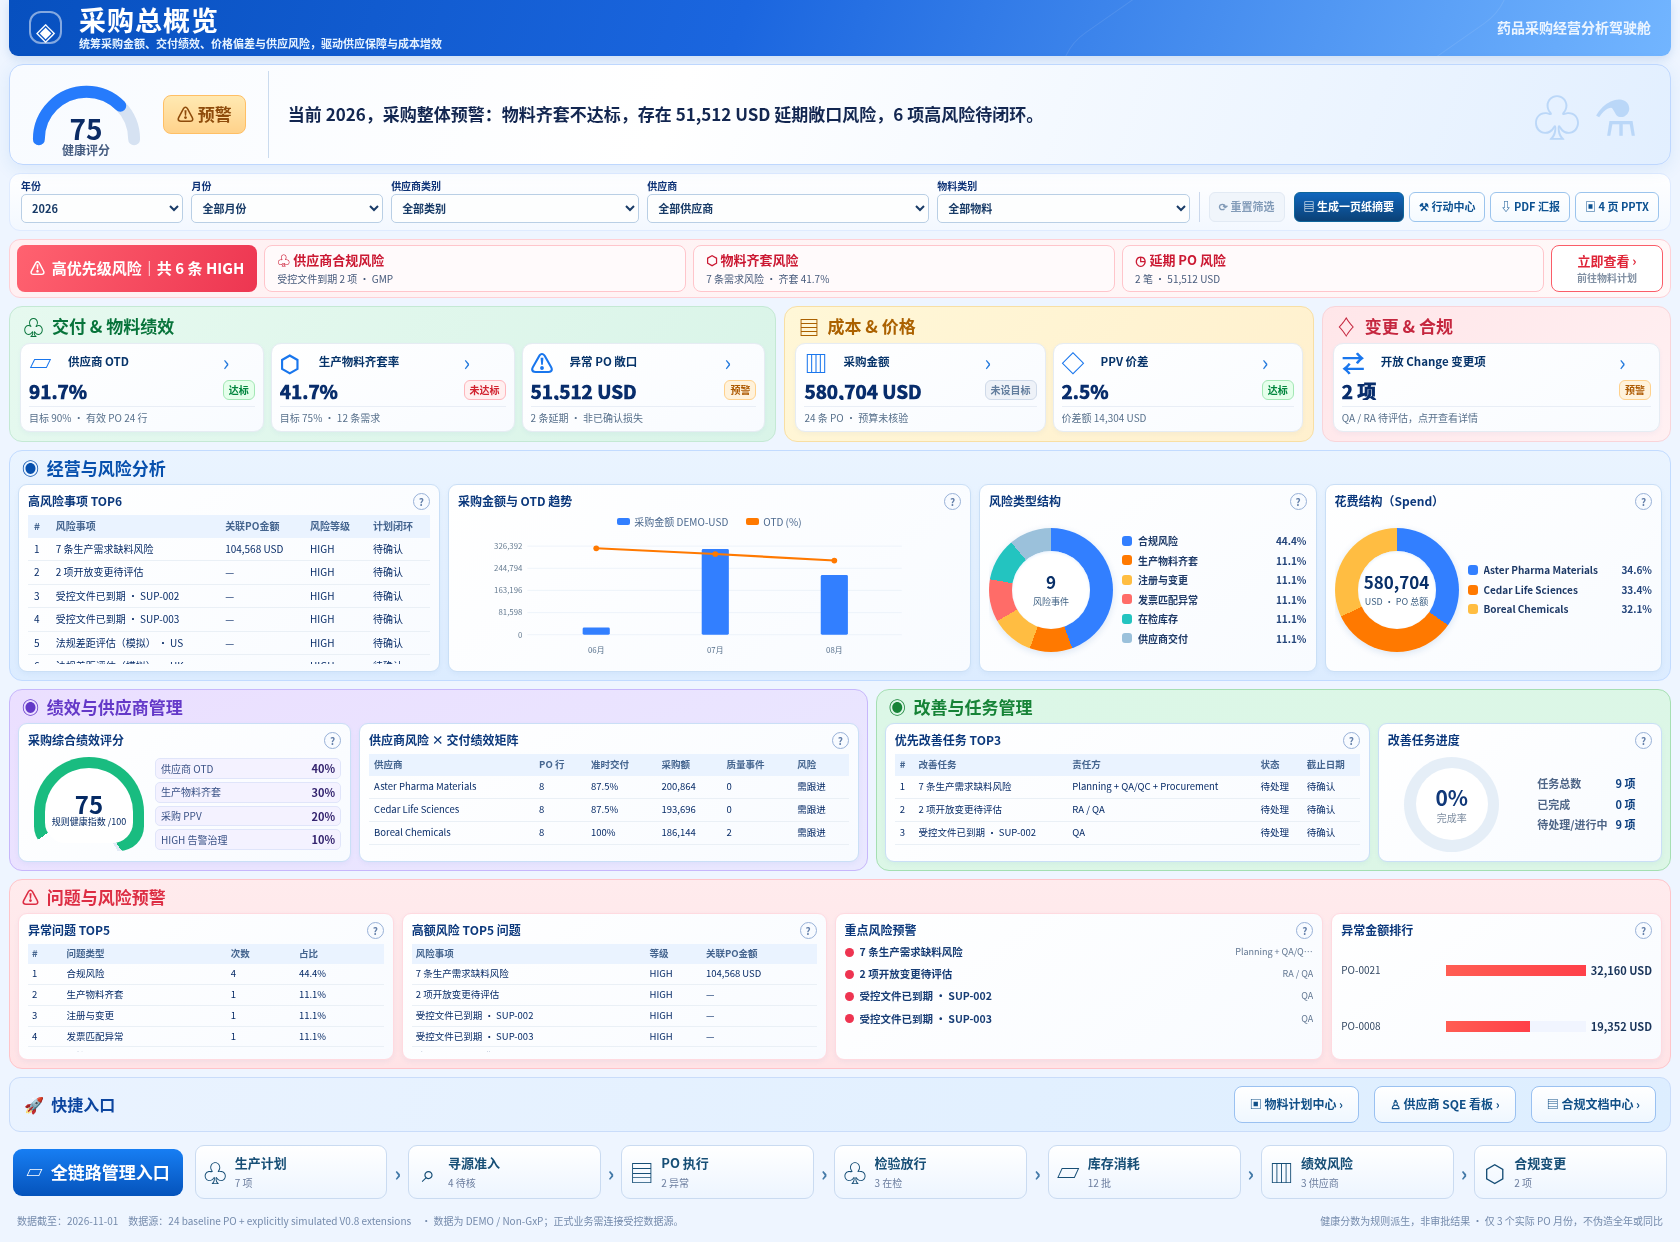 采购总概览
统筹采购金额、交付绩效、价格偏差与供应风险，驱动供应保障与成本增效
药品采购经营分析驾驶舱
75
健康评分
预警
当前 2026，采购整体预警：物料齐套不达标，存在 51,512 USD 延期敞口风险，6 项高风险待闭环。
年份 月份 供应商类别 供应商 物料类别
2026 全部月份 全部类别 全部供应商 全部物料
重置筛选 生成一页纸摘要 行动中心 PDF 汇报 4 页 PPTX
高优先级风险｜共 6 条 HIGH
供应商合规风险
受控文件到期 2 项 · GMP
物料齐套风险
7 条需求风险 · 齐套 41.7%
延期 PO 风险
2 笔 · 51,512 USD
立即查看 ›
前往物料计划
交付 & 物料绩效
供应商 OTD ›
91.7% 达标
目标 90% · 有效 PO 24 行
生产物料齐套率 ›
41.7% 未达标
目标 75% · 12 条需求
异常 PO 敞口 ›
51,512 USD 预警
2 条延期 · 非已确认损失
成本 & 价格
采购金额 ›
580,704 USD 未设目标
24 条 PO · 预算未核验
PPV 价差 ›
2.5% 达标
价差额 14,304 USD
变更 & 合规
开放 Change 变更项 ›
2 项 预警
QA / RA 待评估，点开查看详情
经营与风险分析
高风险事项 TOP6 ?
# 风险事项 关联PO金额 风险等级 计划闭环
1 7 条生产需求缺料风险 104,568 USD HIGH 待确认
2 2 项开放变更待评估 — HIGH 待确认
3 受控文件已到期 · SUP-002 — HIGH 待确认
4 受控文件已到期 · SUP-003 — HIGH 待确认
5 法规差距评估（模拟） · US — HIGH 待确认
采购金额与 OTD 趋势 ?
采购金额 DEMO-USD OTD (%)
326,392
244,794
163,196
81,598
0
06月 07月 08月
风险类型结构 ?
9
风险事件
合规风险 44.4%
生产物料齐套 11.1%
注册与变更 11.1%
发票匹配异常 11.1%
在检库存 11.1%
供应商交付 11.1%
花费结构（Spend） ?
580,704
USD · PO 总额
Aster Pharma Materials 34.6%
Cedar Life Sciences 33.4%
Boreal Chemicals 32.1%
绩效与供应商管理
采购综合绩效评分 ?
75
规则健康指数 /100
供应商 OTD 40%
生产物料齐套 30%
采购 PPV 20%
HIGH 告警治理 10%
供应商风险 × 交付绩效矩阵 ?
供应商 PO 行 准时交付 采购额 质量事件 风险
Aster Pharma Materials 8 87.5% 200,864 0 需跟进
Cedar Life Sciences 8 87.5% 193,696 0 需跟进
Boreal Chemicals 8 100% 186,144 2 需跟进
改善与任务管理
优先改善任务 TOP3 ?
# 改善任务 责任方 状态 截止日期
1 7 条生产需求缺料风险 Planning + QA/QC + Procurement 待处理 待确认
2 2 项开放变更待评估 RA / QA 待处理 待确认
3 受控文件已到期 · SUP-002 QA 待处理 待确认
改善任务进度 ?
0%
完成率
任务总数 9 项
已完成 0 项
待处理/进行中 9 项
问题与风险预警
异常问题 TOP5 ?
# 问题类型 次数 占比
1 合规风险 4 44.4%
2 生产物料齐套 1 11.1%
3 注册与变更 1 11.1%
4 发票匹配异常 1 11.1%
高额风险 TOP5 问题 ?
风险事项 等级 关联PO金额
7 条生产需求缺料风险 HIGH 104,568 USD
2 项开放变更待评估 HIGH —
受控文件已到期 · SUP-002 HIGH —
受控文件已到期 · SUP-003 HIGH —
重点风险预警 ?
7 条生产需求缺料风险 Planning + QA/Q…
2 项开放变更待评估 RA / QA
受控文件已到期 · SUP-002 QA
受控文件已到期 · SUP-003 QA
异常金额排行 ?
PO-0021 32,160 USD
PO-0008 19,352 USD
快捷入口
物料计划中心 › 供应商 SQE 看板 › 合规文档中心 ›
全链路管理入口
生产计划
7 项
›
寻源准入
4 待核
›
PO 执行
2 异常
›
检验放行
3 在检
›
库存消耗
12 批
›
绩效风险
3 供应商
›
合规变更
2 项
数据截至：2026-11-01 数据源：24 baseline PO + explicitly simulated V0.8 extensions · 数据为 DEMO / Non-GxP；正式业务需连接受控数据源。
健康分数为规则派生，非审批结果 · 仅 3 个实际 PO 月份，不伪造全年或同比